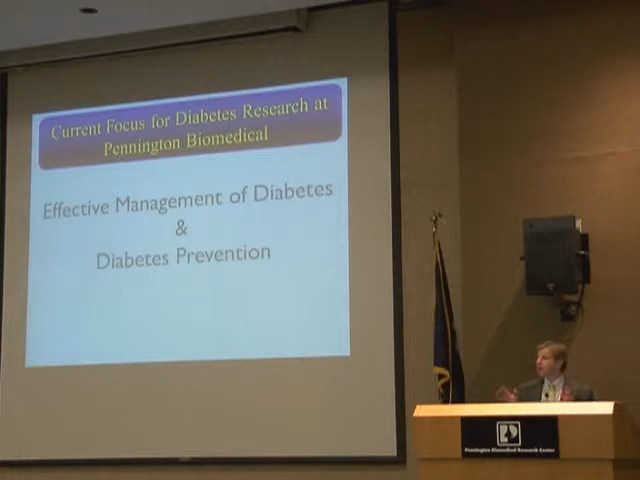 Current Focus for Diabetes Research at
Pennington Biomedical
Effective Management of Diabetes
&
Diabetes Prevention
Pennington Biomedical Research Center